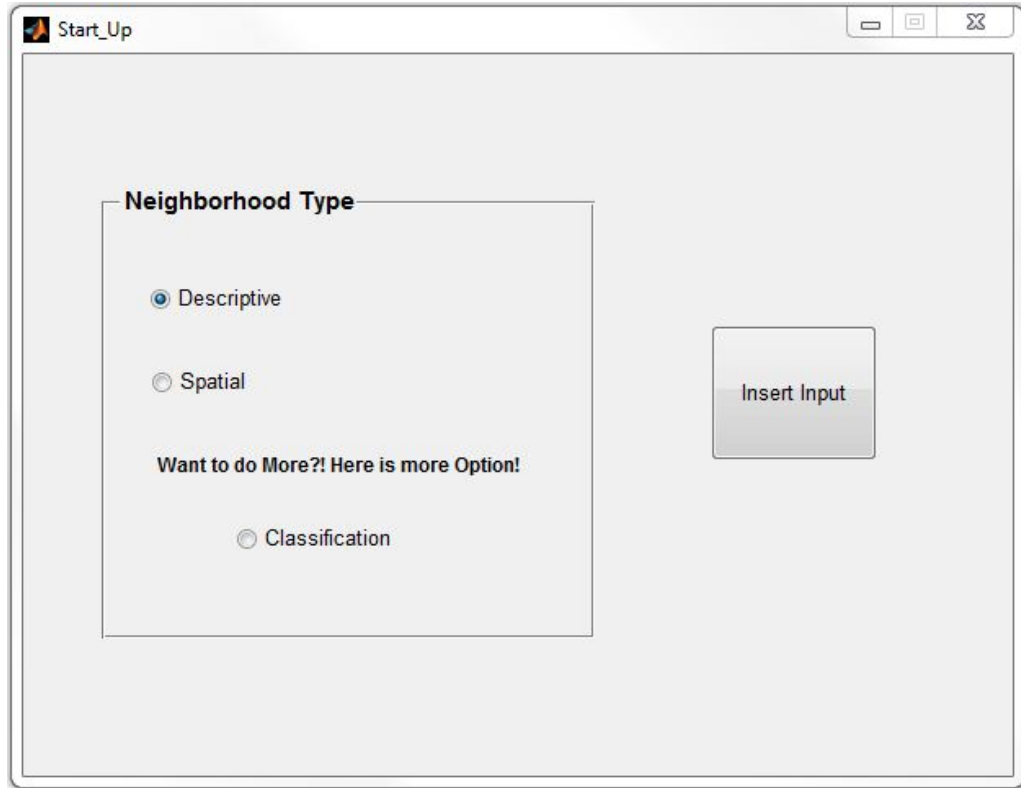 Start_Up
Neighborhood Type
Descriptive
Spatial
Insert Input
Want to do More?! Here is more Option!
Classification